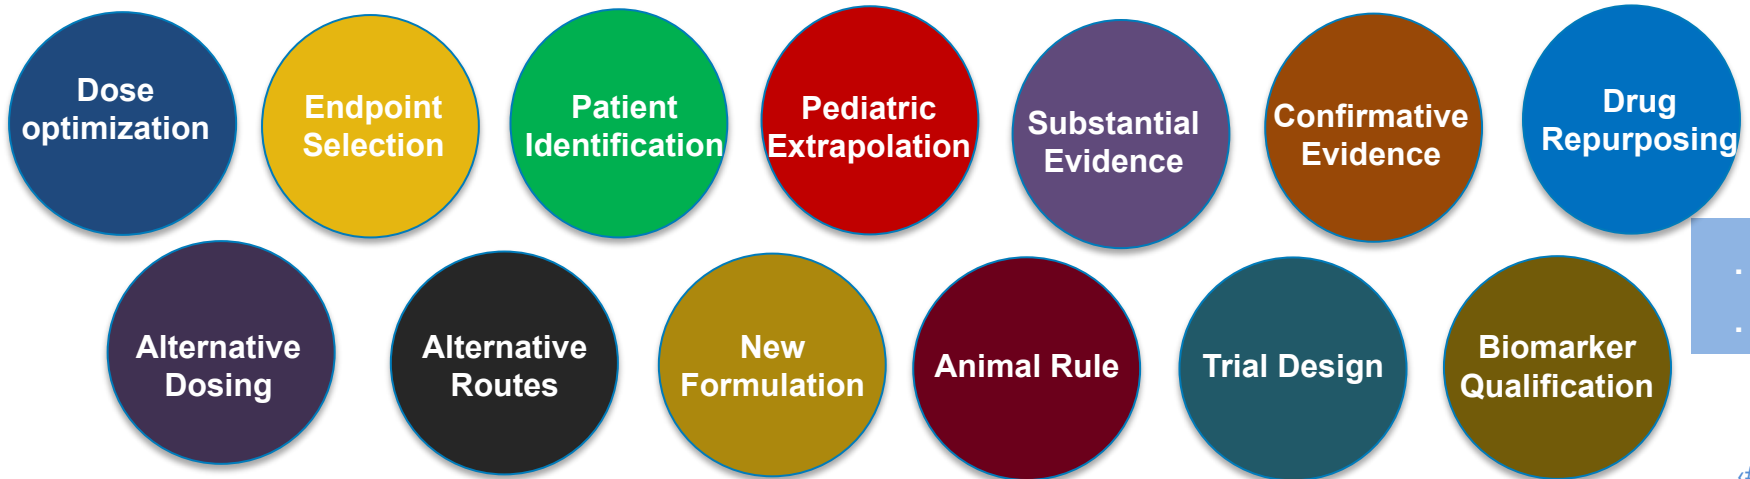 Dose
optimization
Endpoint
Selection
Patient
Identification
Pediatric
Extrapolation
Substantial
Evidence
Confirmative
Evidence
Drug
Repurposing
Alternative
Dosing
Alternative
Routes
New
Formulation
Animal Rule
Trial Design
Biomarker
Qualification
.
.